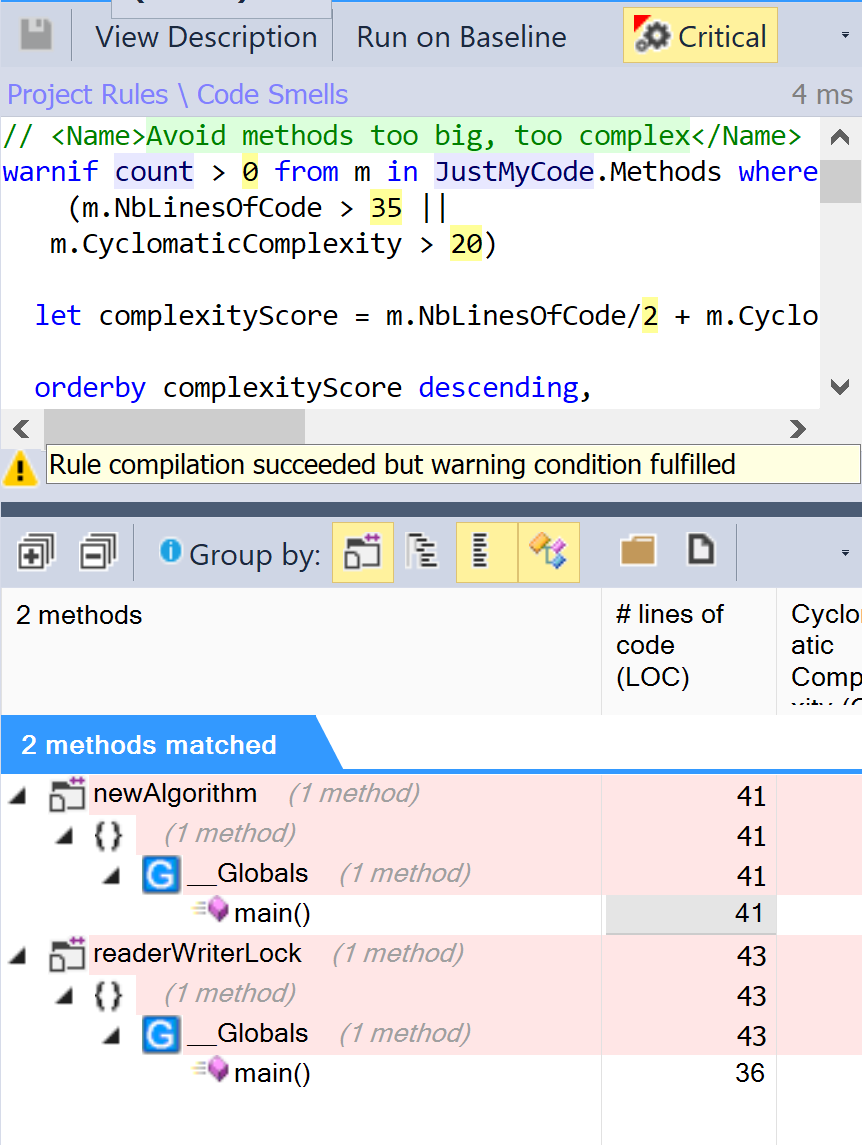 View Description Run on Baseline Critical
Project Rules \ Code Smells 4 ms
// <Name>Avoid methods too big, too complex</Name>
warnif count > 0 from m in JustMyCode.Methods where
(m.NbLinesOfCode > 35 ||
m.CyclomaticComplexity > 20)
let complexityScore = m.NbLinesOfCode/2 + m.Cyclo
orderby complexityScore descending,
Rule compilation succeeded but warning condition fulfilled
Group by:
2 methods
# lines of
code
(LOC)
Cyclo
atic
Comp
2 methods matched
newAlgorithm (1 method) 41
{} (1 method) 41
G __Globals (1 method) 41
main() 41
readerWriterLock (1 method) 43
{} (1 method) 43
G __Globals (1 method) 43
main() 36